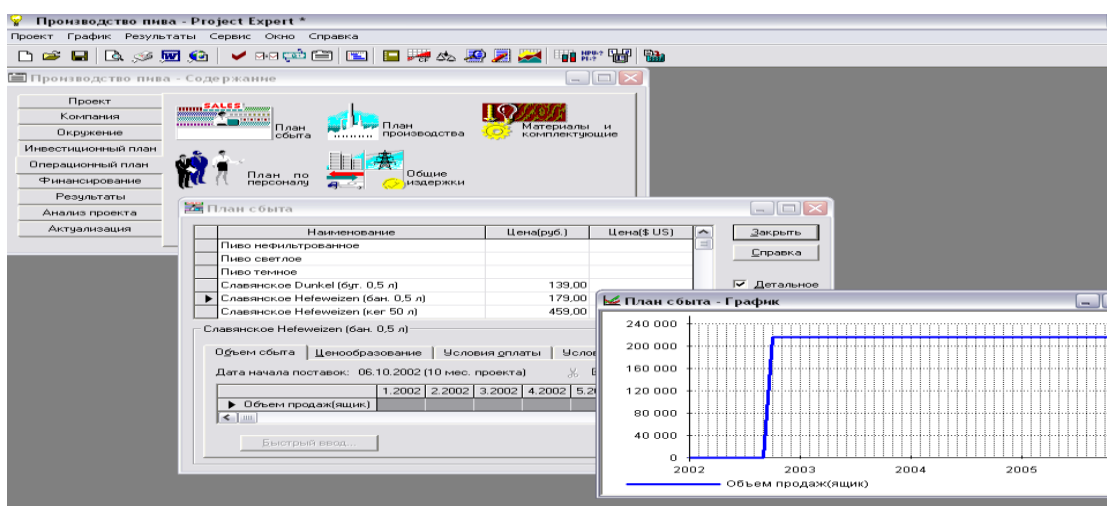 Производство пива - Project Expert *
Проект График Результаты Сервис Окно Справка
Производство пива - Содержание
Проект
Компания
Окружение
Инвестиционный план
Операционный план
Финансирование
Результаты
Анализ проекта
Актуализация
SALES!
План сбыта
План производства
Материалы и комплектующие
План по персоналу
Общие издержки
План сбыта
Наименование Цена(руб.) Цена($ US)
Пиво нефильтрованное
Пиво светлое
Пиво темное
Славянское Dunkel (бут. 0,5 л) 139,00
Славянское Hefeweizen (бан. 0,5 л) 179,00
Славянское Hefeweizen (кег 50 л) 459,00
Закрыть
Справка
Детальное
Славянское Hefeweizen (бан. 0,5 л)
Объем сбыта Ценообразование Условия оплаты
Дата начала поставок: 06.10.2002 (10 мес. проекта)
1.2002 2.2002 3.2002 4.2002
Объем продаж(ящик)
Быстрый ввод...
План сбыта - График
240 000
200 000
160 000
120 000
80 000
40 000
0
2002 2003 2004 2005
Объем продаж(ящик)